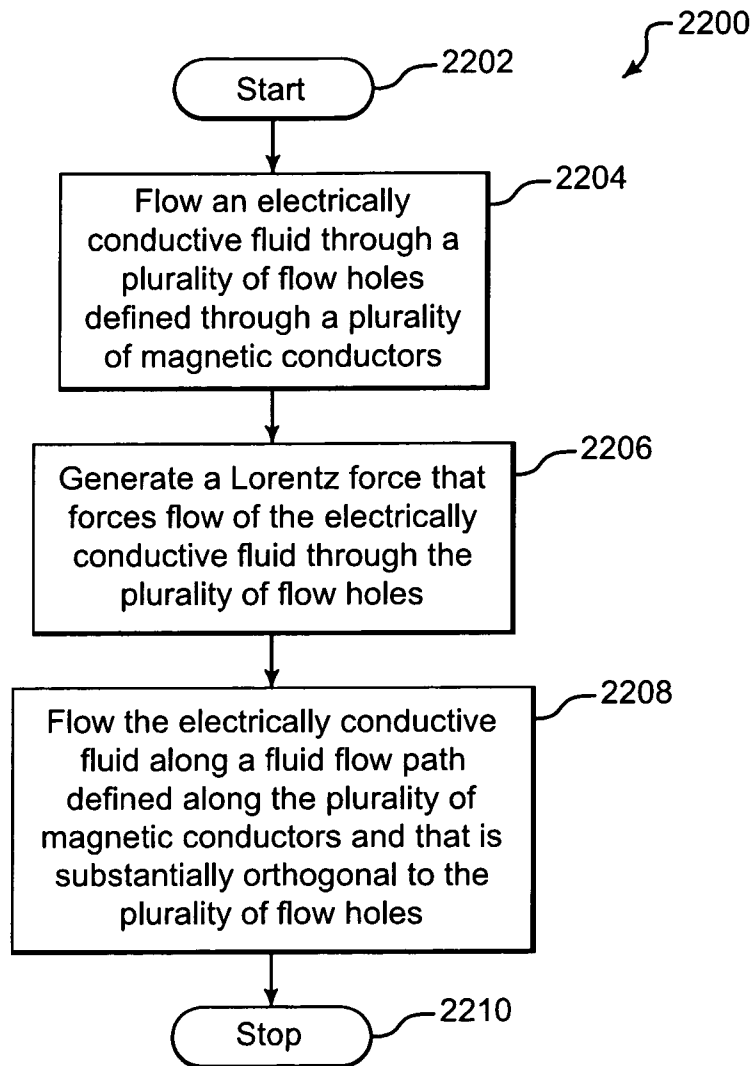 2200
Start
2202
Flow an electrically
conductive fluid through a
plurality of flow holes
defined through a plurality
of magnetic conductors
2204
Generate a Lorentz force that
forces flow of the electrically
conductive fluid through the
plurality of flow holes
2206
Flow the electrically conductive
fluid along a fluid flow path
defined along the plurality of
magnetic conductors and that is
substantially orthogonal to the
plurality of flow holes
2208
Stop
2210